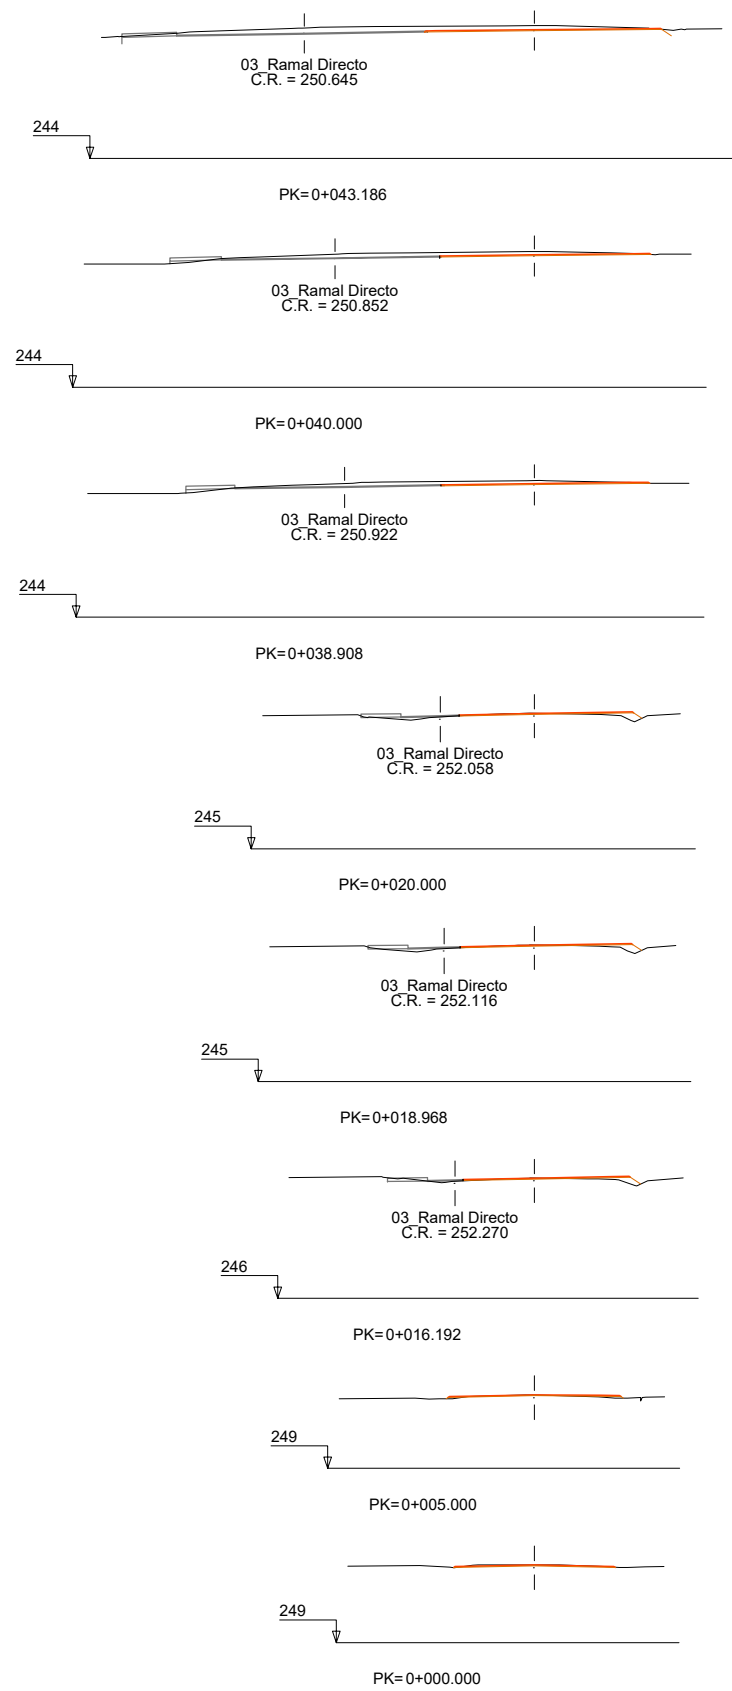 03_Ramal Directo
C.R. = 250.645
244
PK=0+043.186
03_Ramal Directo
C.R. = 250.852
244
PK=0+040.000
03_Ramal Directo
C.R. = 250.922
244
PK=0+038.908
03_Ramal Directo
C.R. = 252.058
245
PK=0+020.000
03_Ramal Directo
C.R. = 252.116
245
PK=0+018.968
03_Ramal Directo
C.R. = 252.270
246
PK=0+016.192
249
PK=0+005.000
249
PK=0+000.000